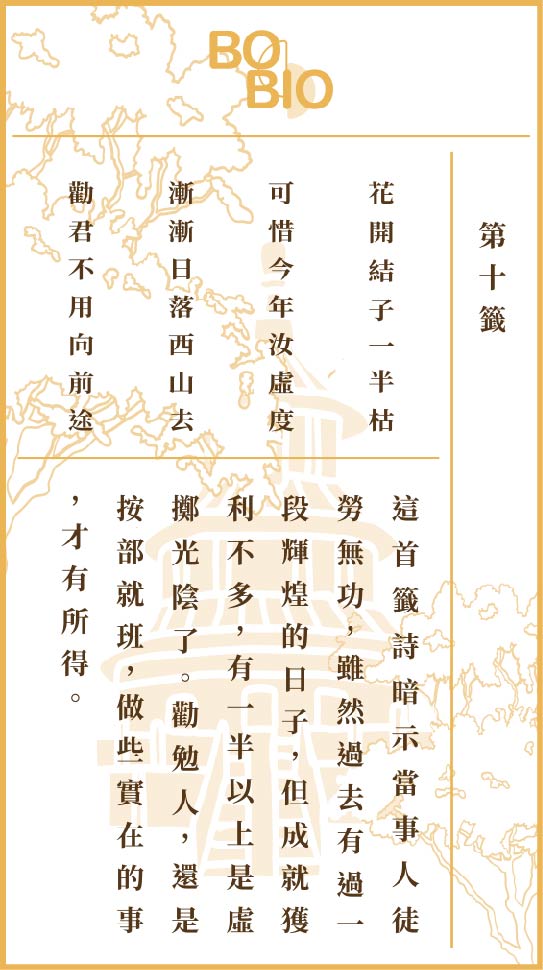 BO
BIO
第十籤
花開結子一半枯
可惜今年汝虛度
漸漸日落西山去
勸君不用向前途
這首籤詩暗示當事人徒
勞無功,雖然過去有過一
段輝煌的日子,但成就獲
利不多,有一半以上是虛
擲光陰了。勸勉人,還是
按部就班,做些實在的事
,才有所得。